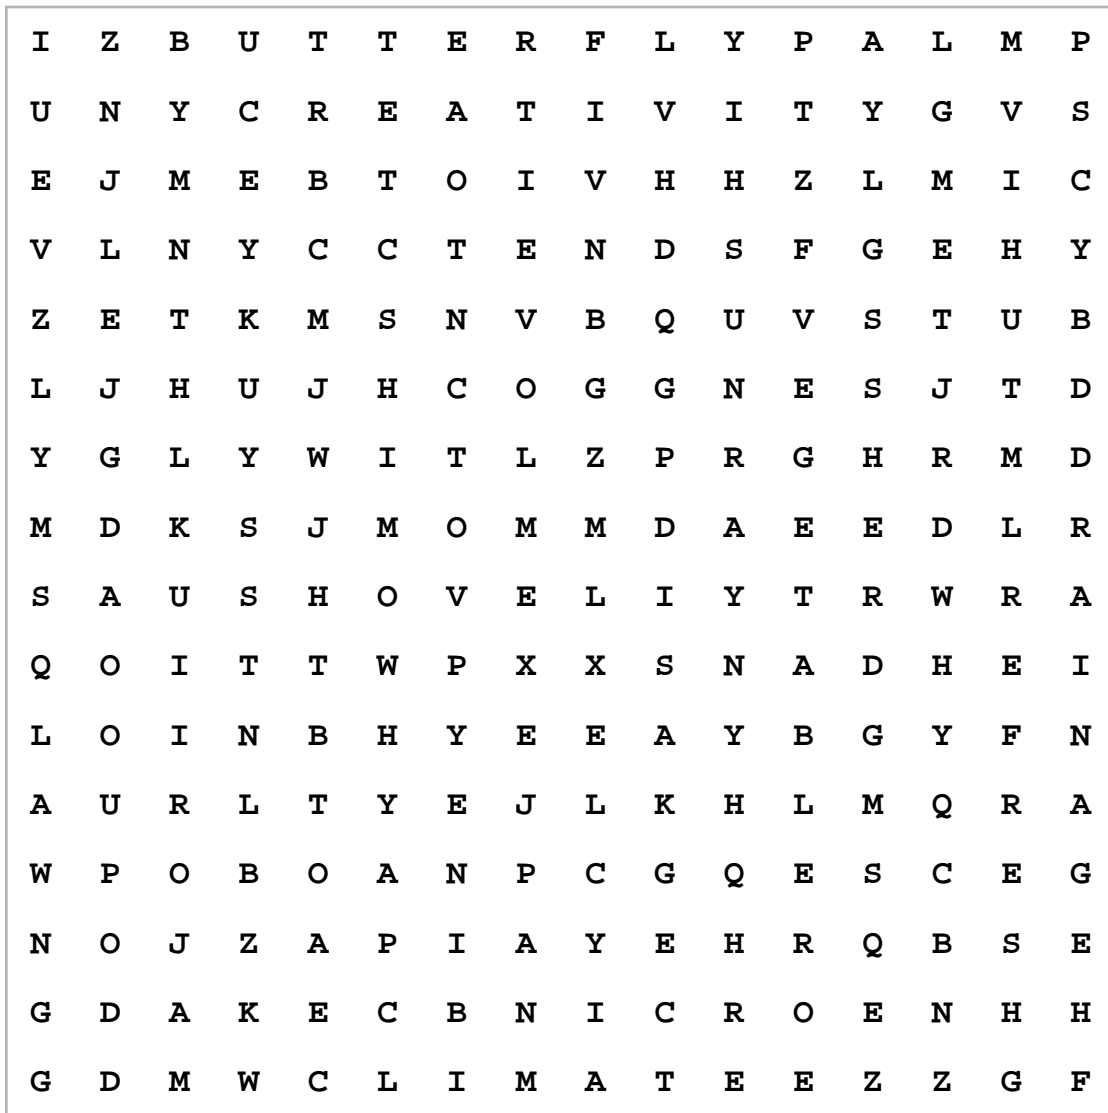 I Z B U T T E R F L Y P A L M P
U N Y C R E A T I V I T Y G V S
E J M E B T O I V H H Z L M I C
V L N Y C C T E N D S F G E H Y
Z E T K M S N V B Q U V S T U B
L J H U J H C O G G N E S J T D
Y G L Y W I T L Z P R G H R M D
M D K S J M O M M D A E E D L R
S A U S H O V E L I Y T R W R A
Q O I T T W P X X S N A D H E I
L O I N B H Y E E A Y B G Y F N
A U R L T Y E J L K H L M Q R A
W P O B O A N P C G Q E S C E G
N O J Z A P I A Y E H R Q B S E
G D A K E C B N I C R O E N H H
G D M W C L I M A T E E Z Z G F